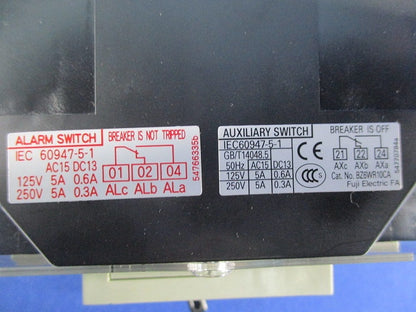 ALARM SWITCH
BREAKER IS NOT TRIPPED
IEC 60947-5-1
AC15 DC13
125V 5A 0.6A
250V 5A 0.3A
01 02 04
ALc ALb ALa
547663356
AUXILIARY SWITCH
IEC60947-5-1
GB/T14048.5
50Hz AC15 DC13
125V 5A 0.6A
250V 5A 0.3A
CE
CCC
BREAKER IS OFF
21 22 24
AXc AXb AXa
Cat. No. BZ6WR10CA
Fuji Electric FA